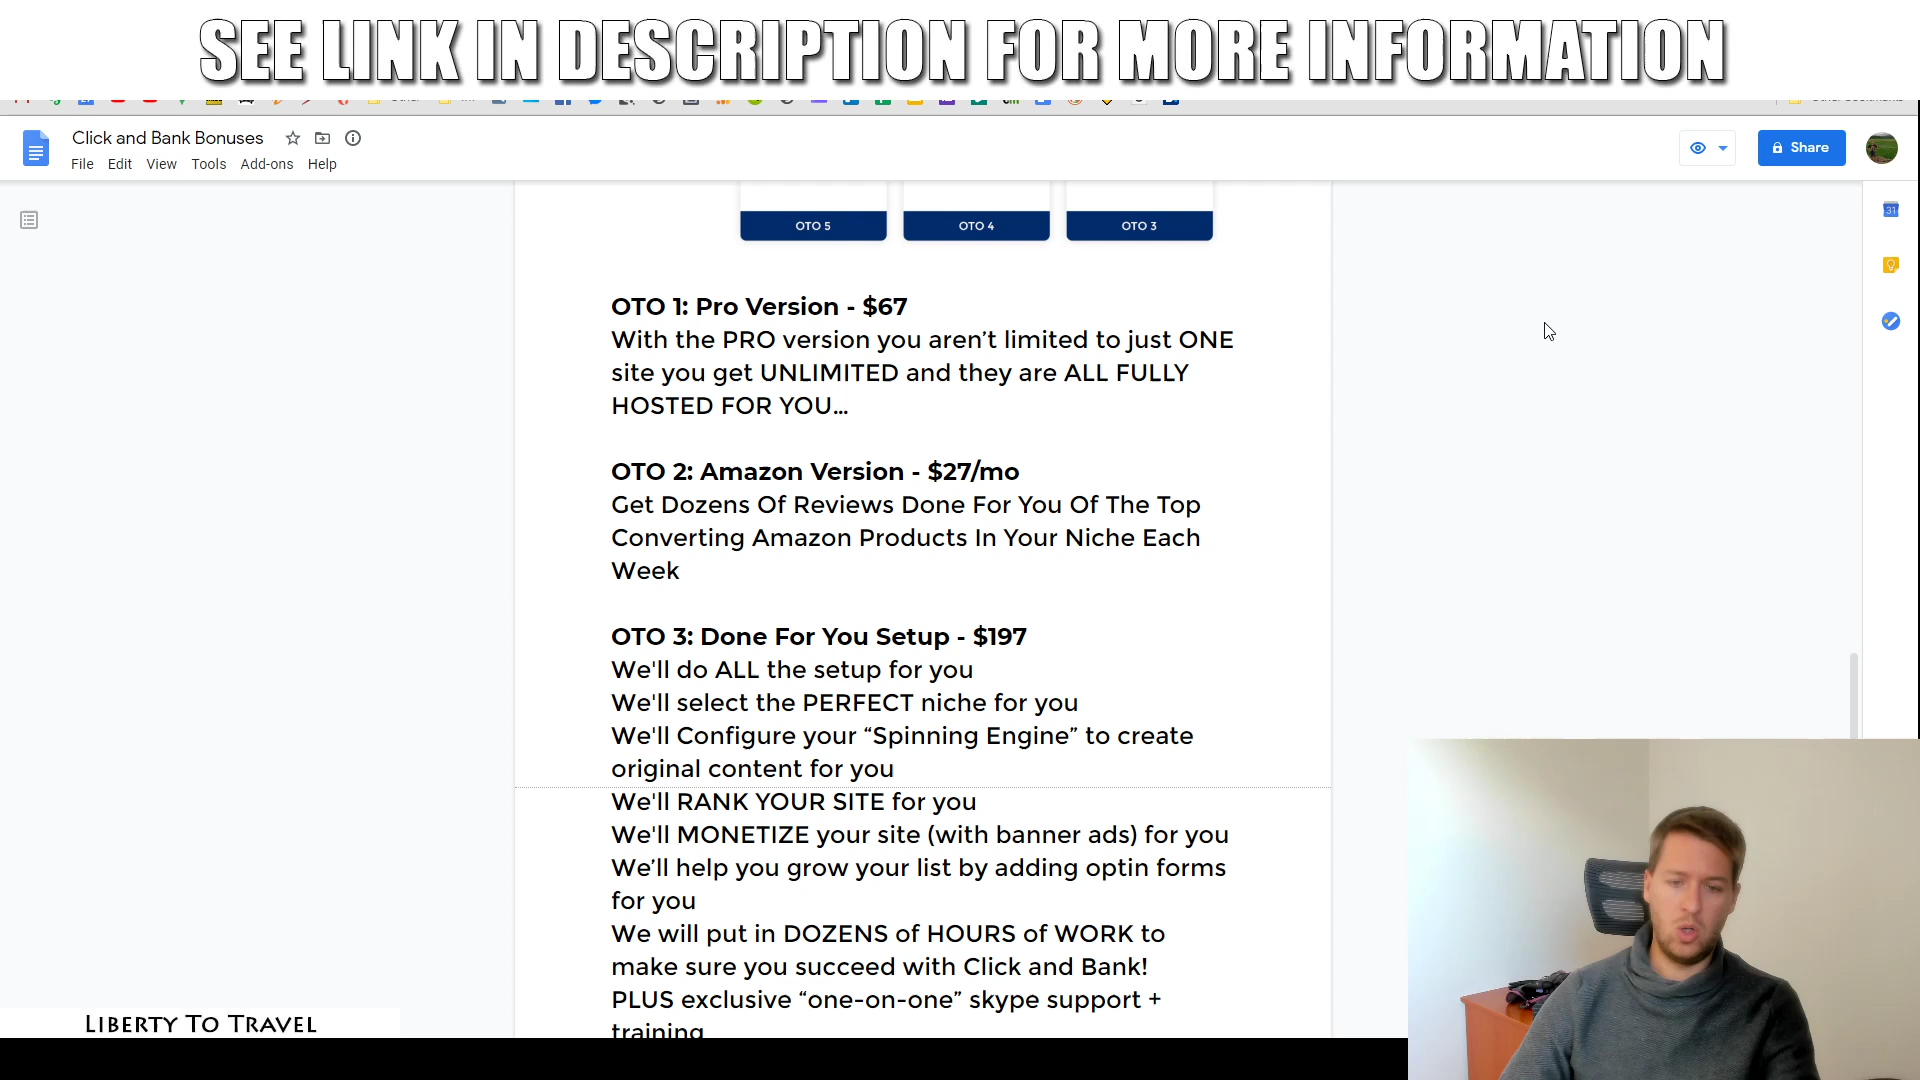 SEE LINK IN DESCRIPTION FOR MORE INFORMATION
Click and Bank Bonuses
File Edit View Tools Add-ons Help
Share
31
OTO 5 OTO 4 OTO 3
OTO 1: Pro Version - $67
With the PRO version you aren’t limited to just ONE
site you get UNLIMITED and they are ALL FULLY
HOSTED FOR YOU...
OTO 2: Amazon Version - $27/mo
Get Dozens Of Reviews Done For You Of The Top
Converting Amazon Products In Your Niche Each
Week
OTO 3: Done For You Setup - $197
We'll do ALL the setup for you
We'll select the PERFECT niche for you
We'll Configure your “Spinning Engine” to create
original content for you
We'll RANK YOUR SITE for you
We'll MONETIZE your site (with banner ads) for you
We’ll help you grow your list by adding optin forms
for you
We will put in DOZENS of HOURS of WORK to
make sure you succeed with Click and Bank!
PLUS exclusive “one-on-one” skype support +
training
LIBERTY TO TRAVEL